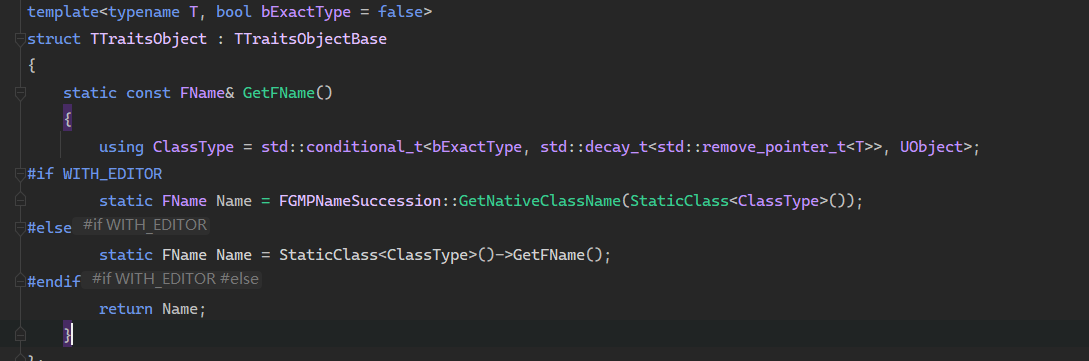 template<typename T, bool bExactType = false>
struct TTraitsObject : TTraitsObjectBase
{
    static const FName& GetFName()
    {
        using ClassType = std::conditional_t<bExactType, std::decay_t<std::remove_pointer_t<T>>, UObject>;
#if WITH_EDITOR
        static FName Name = FGMPNameSuccession::GetNativeClassName(StaticClass<ClassType>());
#else #if WITH_EDITOR
        static FName Name = StaticClass<ClassType>()->GetFName();
#endif #if WITH_EDITOR #else
        return Name;
    }
};